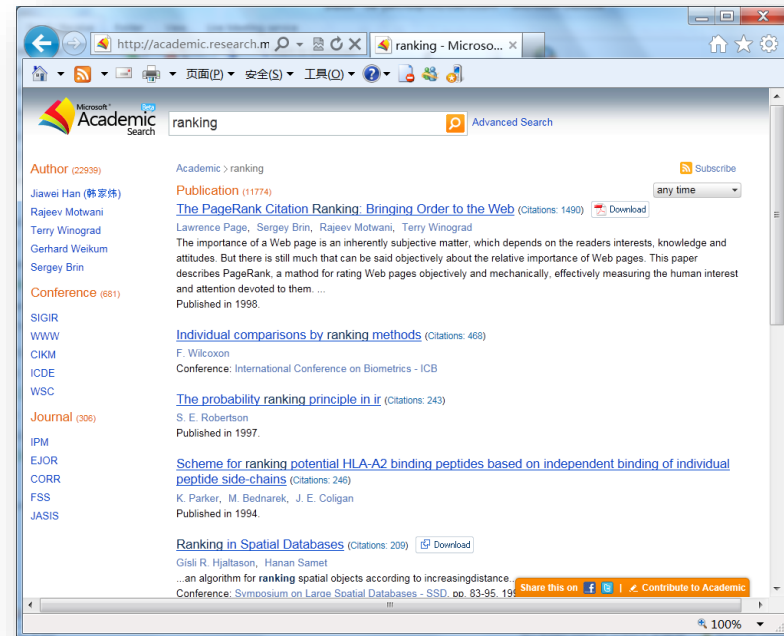 http://academic.research.m
ranking - Microso...
页面(P)
安全(S)
工具(O)
Microsoft
Academic
Search
Beta
ranking
Advanced Search
Author (22939)
Jiawei Han (韩家炜)
Rajeev Motwani
Terry Winograd
Gerhard Weikum
Sergey Brin
Conference (681)
SIGIR
WWW
CIKM
ICDE
WSC
Journal (306)
IPM
EJOR
CORR
FSS
JASIS
Academic > ranking
Subscribe
Publication (11774)
any time
The PageRank Citation Ranking: Bringing Order to the Web (Citations: 1490) Download
Lawrence Page, Sergey Brin, Rajeev Motwani, Terry Winograd
The importance of a Web page is an inherently subjective matter, which depends on the readers interests, knowledge and
attitudes. But there is still much that can be said objectively about the relative importance of Web pages. This paper
describes PageRank, a mathod for rating Web pages objectively and mechanically, effectively measuring the human interest
and attention devoted to them. ...
Published in 1998.
Individual comparisons by ranking methods (Citations: 468)
F. Wilcoxon
Conference: International Conference on Biometrics - ICB
The probability ranking principle in ir (Citations: 243)
S. E. Robertson
Published in 1997.
Scheme for ranking potential HLA-A2 binding peptides based on independent binding of individual
peptide side-chains (Citations: 246)
K. Parker, M. Bednarek, J. E. Coligan
Published in 1994.
Ranking in Spatial Databases (Citations: 209) Download
Gísli R. Hjaltason, Hanan Samet
...an algorithm for ranking spatial objects according to increasingdistance..
Conference: Symposium on Large Spatial Databases - SSD, pp. 83-95, 199
Share this on | Contribute to Academic
100%